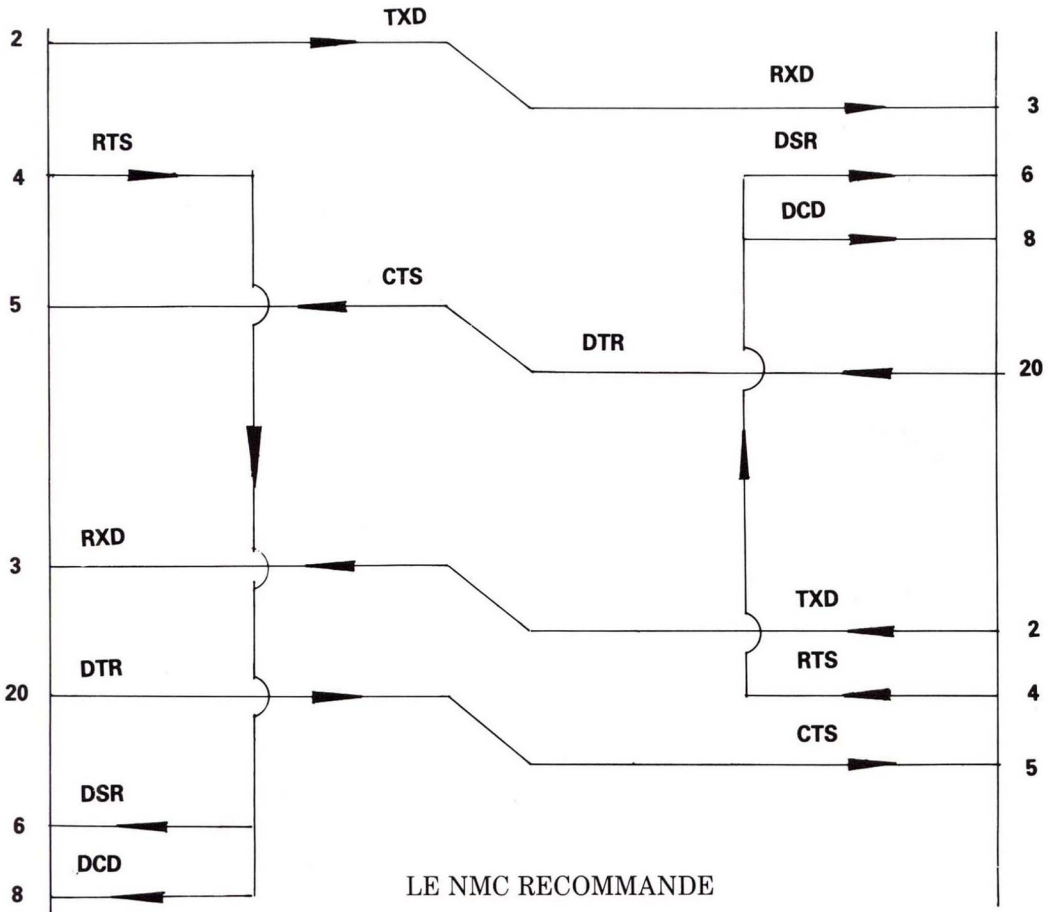 TXD
2
RXD
3
RTS
DSR
4
6
DCD
8
CTS
5
DTR
20
RXD
3
TXD
2
DTR
RTS
20
4
CTS
5
DSR
6
DCD
8
LE NMC RECOMMANDE